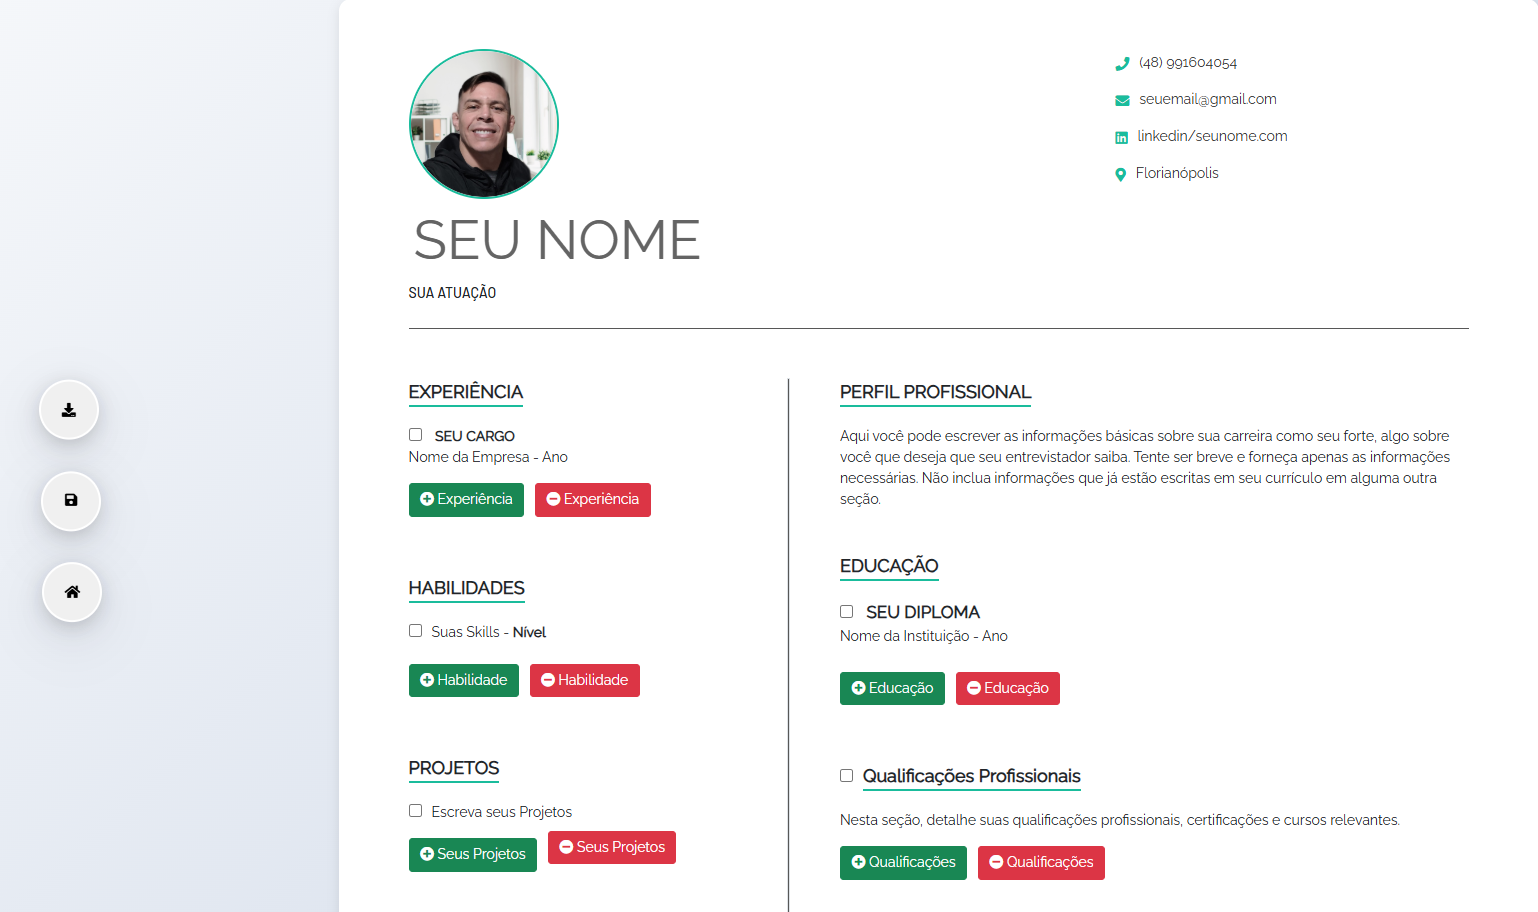 (48) 991604054
seuemail@gmail.com
linkedin/seunome.com
Florianópolis
SEU NOME
SUA ATUAÇÃO
EXPERIÊNCIA
SEU CARGO
Nome da Empresa - Ano
Experiência Experiência
HABILIDADES
Suas Skills - Nível
Habilidade Habilidade
PROJETOS
Escreva seus Projetos
Seus Projetos Seus Projetos
PERFIL PROFISSIONAL
Aqui você pode escrever as informações básicas sobre sua carreira como seu forte, algo sobre
você que deseja que seu entrevistador saiba. Tente ser breve e forneça apenas as informações
necessárias. Não inclua informações que já estão escritas em seu currículo em alguma outra
seção.
EDUCAÇÃO
SEU DIPLOMA
Nome da Instituição - Ano
Educação Educação
Qualificações Profissionais
Nesta seção, detalhe suas qualificações profissionais, certificações e cursos relevantes.
Qualificações Qualificações